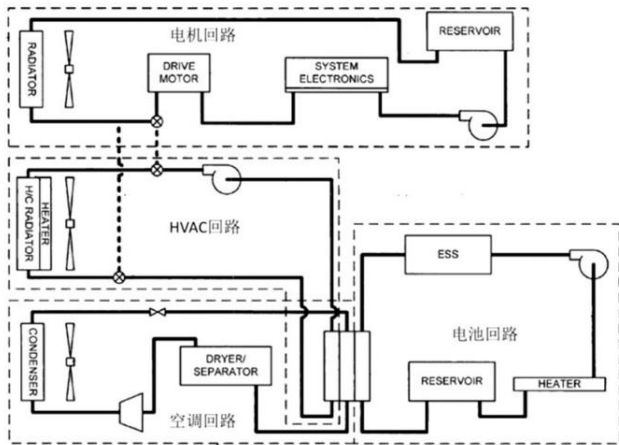 电机回路
RESERVOIR
RADIATOR
DRIVE
MOTOR
SYSTEM
ELECTRONICS
HEATER
H/C RADIATOR
HVAC回路
ESS
电池回路
CONDENSER
DRYER/
SEPARATOR
RESERVOIR
HEATER
空调回路